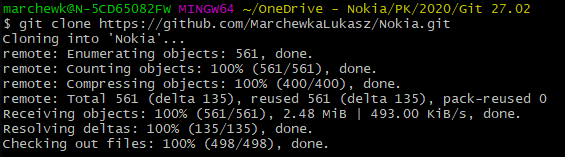 marchewk@N-5CD65082FW MINGW64 ~/OneDrive - Nokia/PK/2020/Git 27.02
$ git clone https://github.com/MarchewkaLukasz/Nokia.git
Cloning into 'Nokia'...
remote: Enumerating objects: 561, done.
remote: Counting objects: 100% (561/561), done.
remote: Compressing objects: 100% (400/400), done.
remote: Total 561 (delta 135), reused 561 (delta 135), pack-reused 0
Receiving objects: 100% (561/561), 2.48 MiB | 493.00 KiB/s, done.
Resolving deltas: 100% (135/135), done.
Checking out files: 100% (498/498), done.